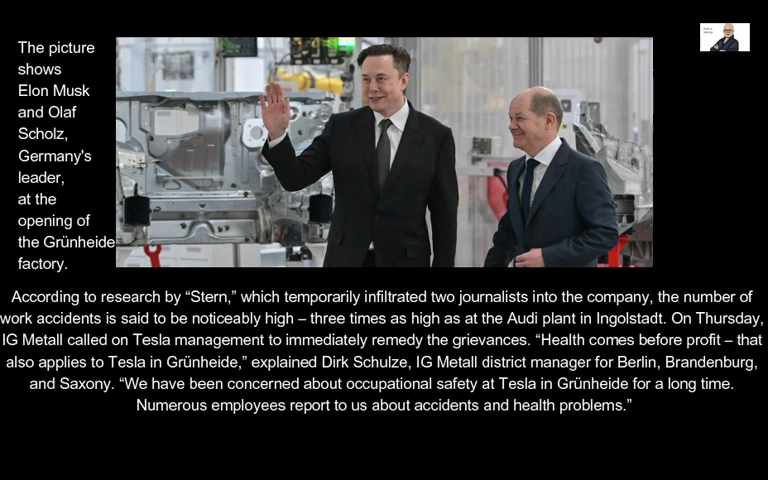 The picture
shows
Elon Musk
and Olaf
Scholz,
Germany's
leader,
at the
opening of
the Grünheide
factory.
According to research by “Stern,” which temporarily infiltrated two journalists into the company, the number of
work accidents is said to be noticeably high – three times as high as at the Audi plant in Ingolstadt. On Thursday,
IG Metall called on Tesla management to immediately remedy the grievances. “Health comes before profit – that
also applies to Tesla in Grünheide,” explained Dirk Schulze, IG Metall district manager for Berlin, Brandenburg,
and Saxony. “We have been concerned about occupational safety at Tesla in Grünheide for a long time.
Numerous employees report to us about accidents and health problems.”